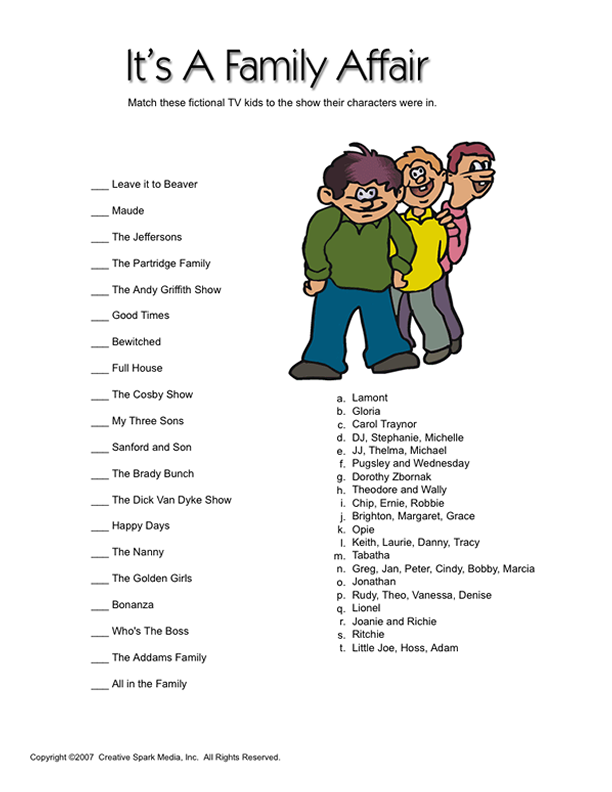 It's A Family Affair
Match these fictional TV kids to the show their characters were in.
___ Leave it to Beaver
___ Maude
___ The Jeffersons
___ The Partridge Family
___ The Andy Griffith Show
___ Good Times
___ Bewitched
___ Full House
___ The Cosby Show
___ My Three Sons
___ Sanford and Son
___ The Brady Bunch
___ The Dick Van Dyke Show
___ Happy Days
___ The Nanny
___ The Golden Girls
___ Bonanza
___ Who's The Boss
___ The Addams Family
___ All in the Family
a. Lamont
b. Gloria
c. Carol Traynor
d. DJ, Stephanie, Michelle
e. JJ, Thelma, Michael
f. Pugsley and Wednesday
g. Dorothy Zbornak
h. Theodore and Wally
i. Chip, Ernie, Robbie
j. Brighton, Margaret, Grace
k. Opie
l. Keith, Laurie, Danny, Tracy
m. Tabatha
n. Greg, Jan, Peter, Cindy, Bobby, Marcia
o. Jonathan
p. Rudy, Theo, Vanessa, Denise
q. Lionel
r. Joanie and Richie
s. Ritchie
t. Little Joe, Hoss, Adam
Copyright ©2007 Creative Spark Media, Inc. All Rights Reserved.